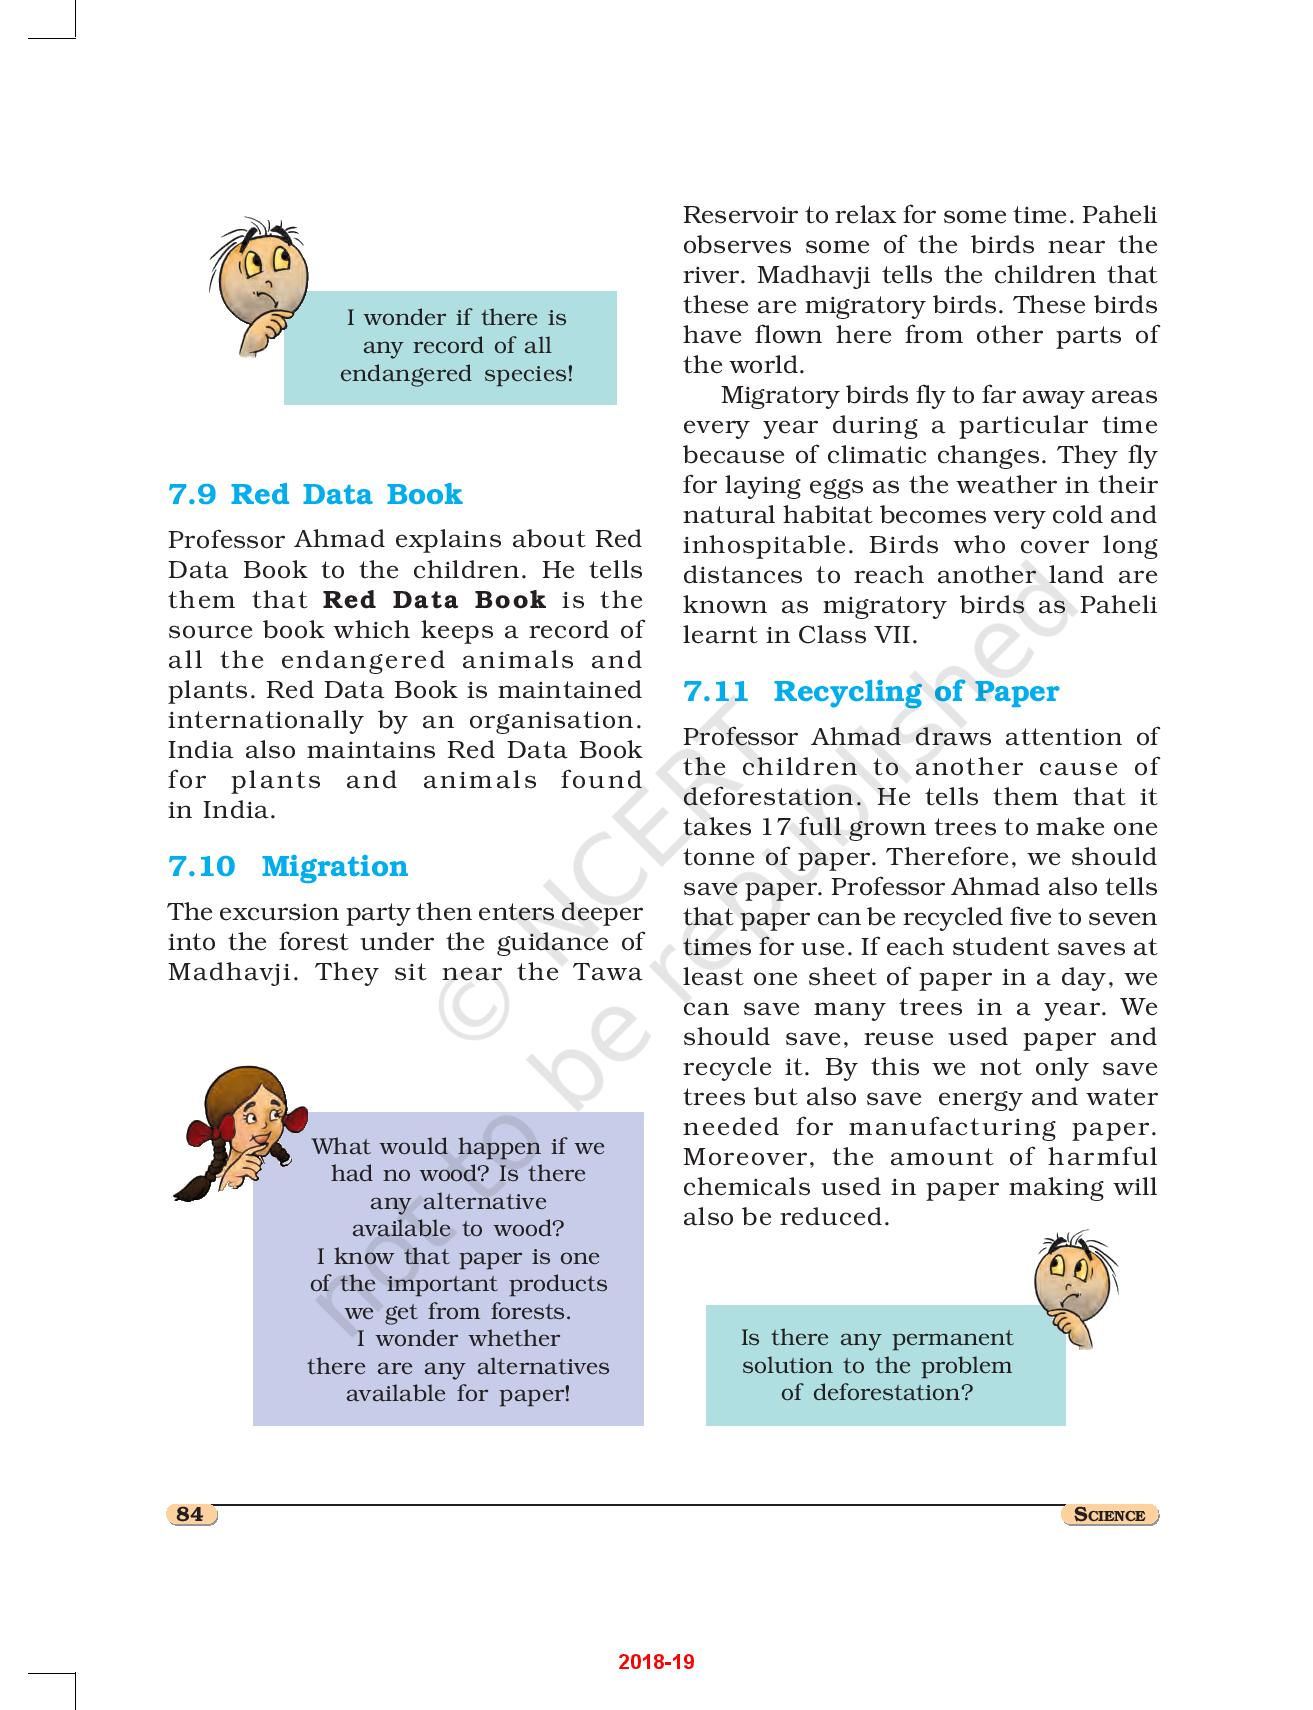 I wonder if there is
any record of all
endangered species!
7.9 Red Data Book
Professor Ahmad explains about Red
Data Book to the children. He tells
them that Red Data Book is the
source book which keeps a record of
all the endangered animals and
plants. Red Data Book is maintained
internationally by an organisation.
India also maintains Red Data Book
for plants and animals found
in India.
7.10 Migration
The excursion party then enters deeper
into the forest under the guidance of
Madhavji. They sit near the Tawa
What would happen if we
had no wood? Is there
any alternative
available to wood?
I know that paper is one
of the important products
we get from forests.
I wonder whether
there are any alternatives
available for paper!
Reservoir to relax for some time. Paheli
observes some of the birds near the
river. Madhavji tells the children that
these are migratory birds. These birds
have flown here from other parts of
the world.
Migratory birds fly to far away areas
every year during a particular time
because of climatic changes. They fly
for laying eggs as the weather in their
natural habitat becomes very cold and
inhospitable. Birds who cover long
distances to reach another land are
known as migratory birds as Paheli
learnt in Class VII.
7.11 Recycling of Paper
Professor Ahmad draws attention of
the children to another cause of
deforestation. He tells them that it
takes 17 full grown trees to make one
tonne of paper. Therefore, we should
save paper. Professor Ahmad also tells
that paper can be recycled five to seven
times for use. If each student saves at
least one sheet of paper in a day, we
can save many trees in a year. We
should save, reuse used paper and
recycle it. By this we not only save
trees but also save energy and water
needed for manufacturing paper.
Moreover, the amount of harmful
chemicals used in paper making will
also be reduced.
Is there any permanent
solution to the problem
of deforestation?
© NCERT
not to be republished
84
SCIENCE
2018-19